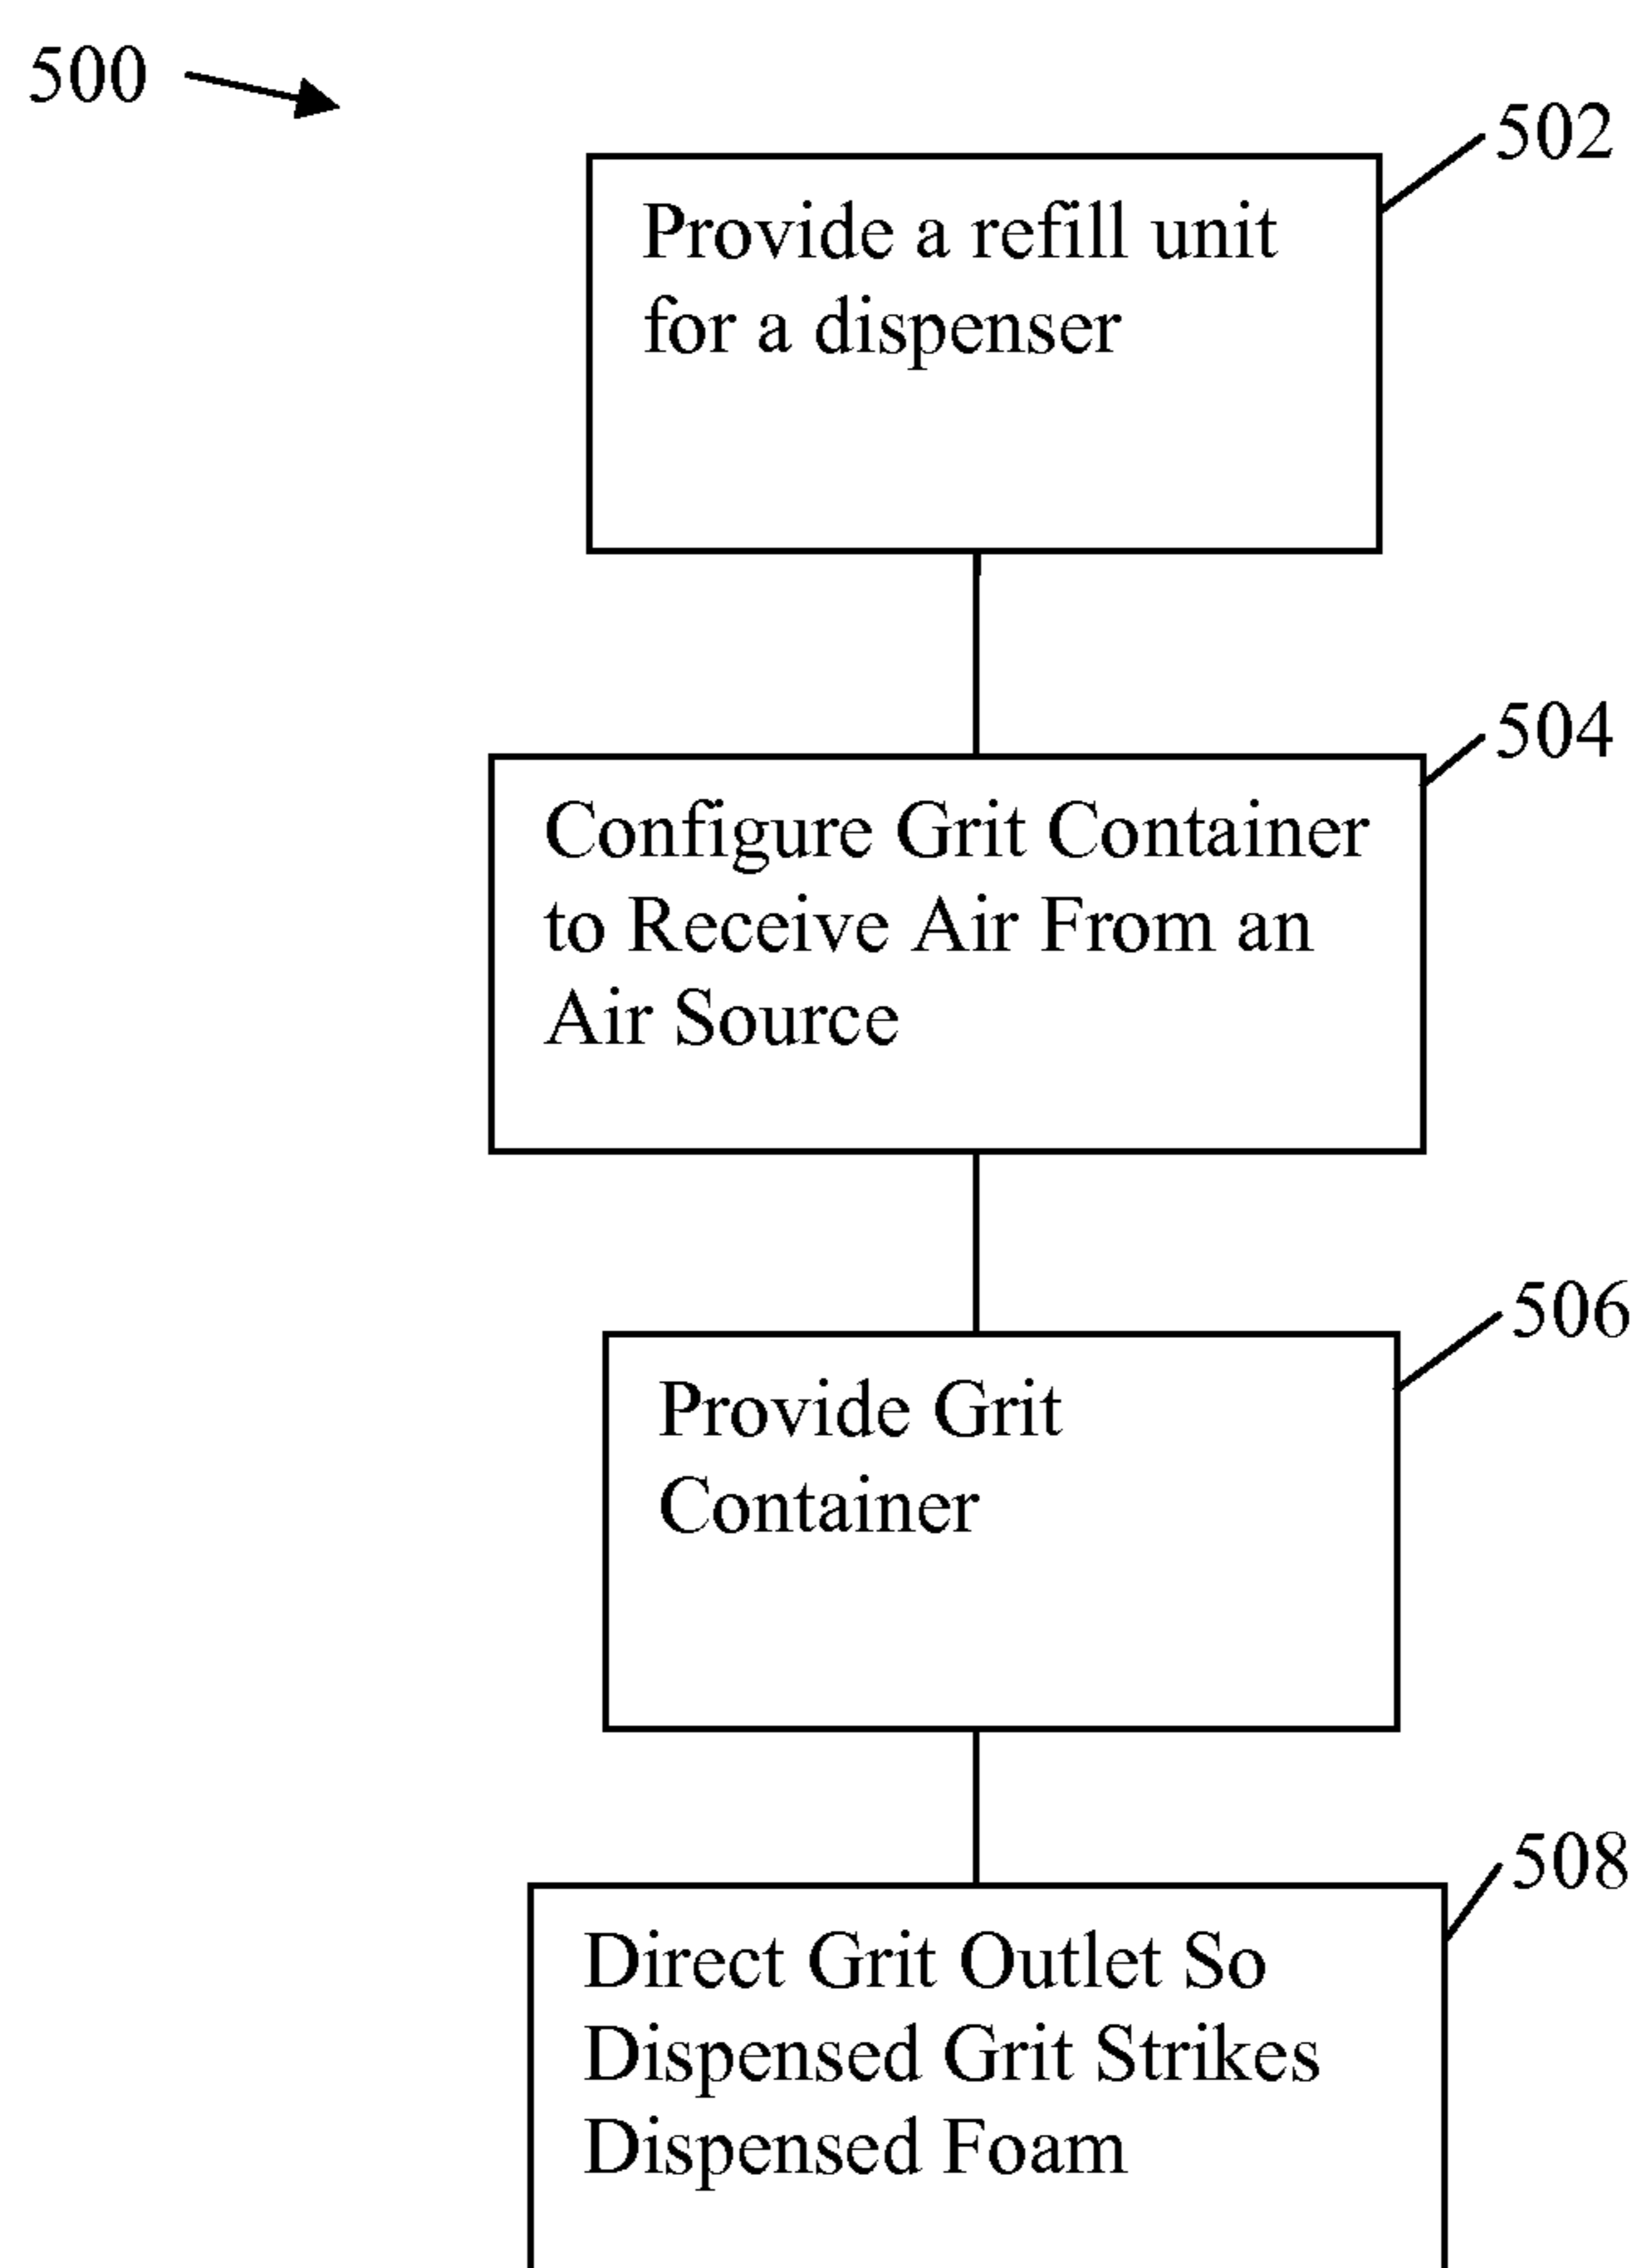 500
502
Provide a refill unit
for a dispenser
504
Configure Grit Container
to Receive Air From an
Air Source
506
Provide Grit
Container
508
Direct Grit Outlet So
Dispensed Grit Strikes
Dispensed Foam